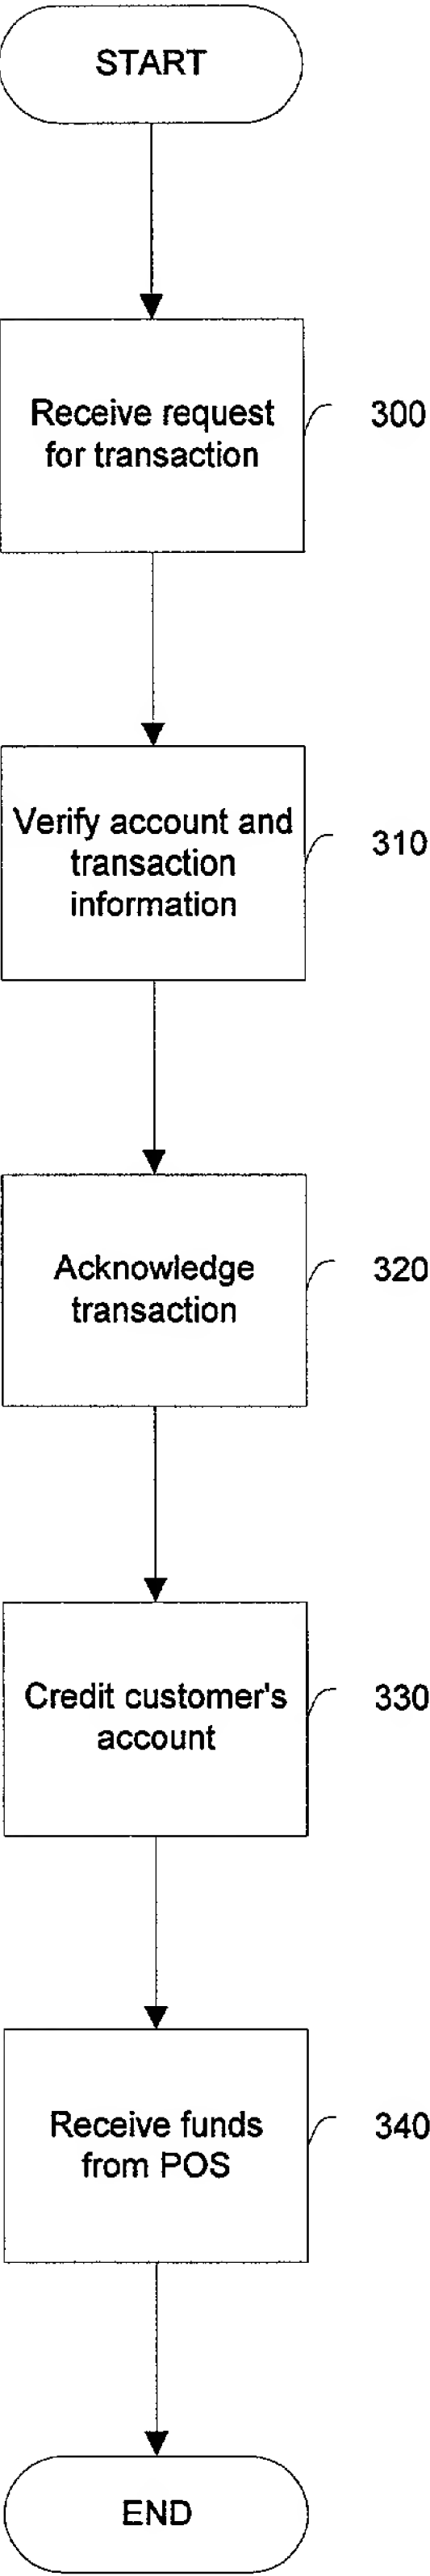 START
Receive request
for transaction
300
Verify account and
transaction
information
310
Acknowledge
transaction
320
Credit customer's
account
330
Receive funds
from POS
340
END